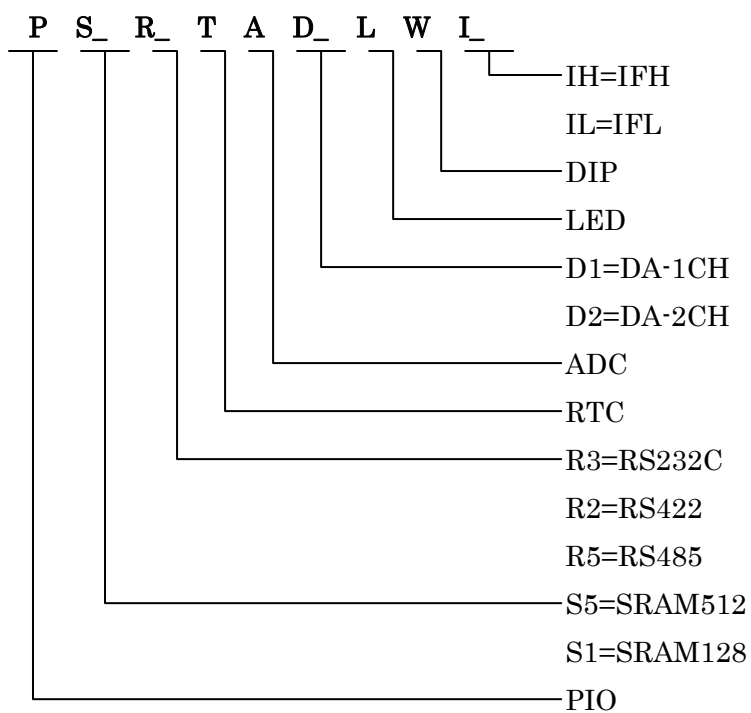 P S_ R_ T A D_ L W I_
IH=IFH
IL=IFL
DIP
LED
D1=DA-1CH
D2=DA-2CH
ADC
RTC
R3=RS232C
R2=RS422
R5=RS485
S5=SRAM512
S1=SRAM128
PIO